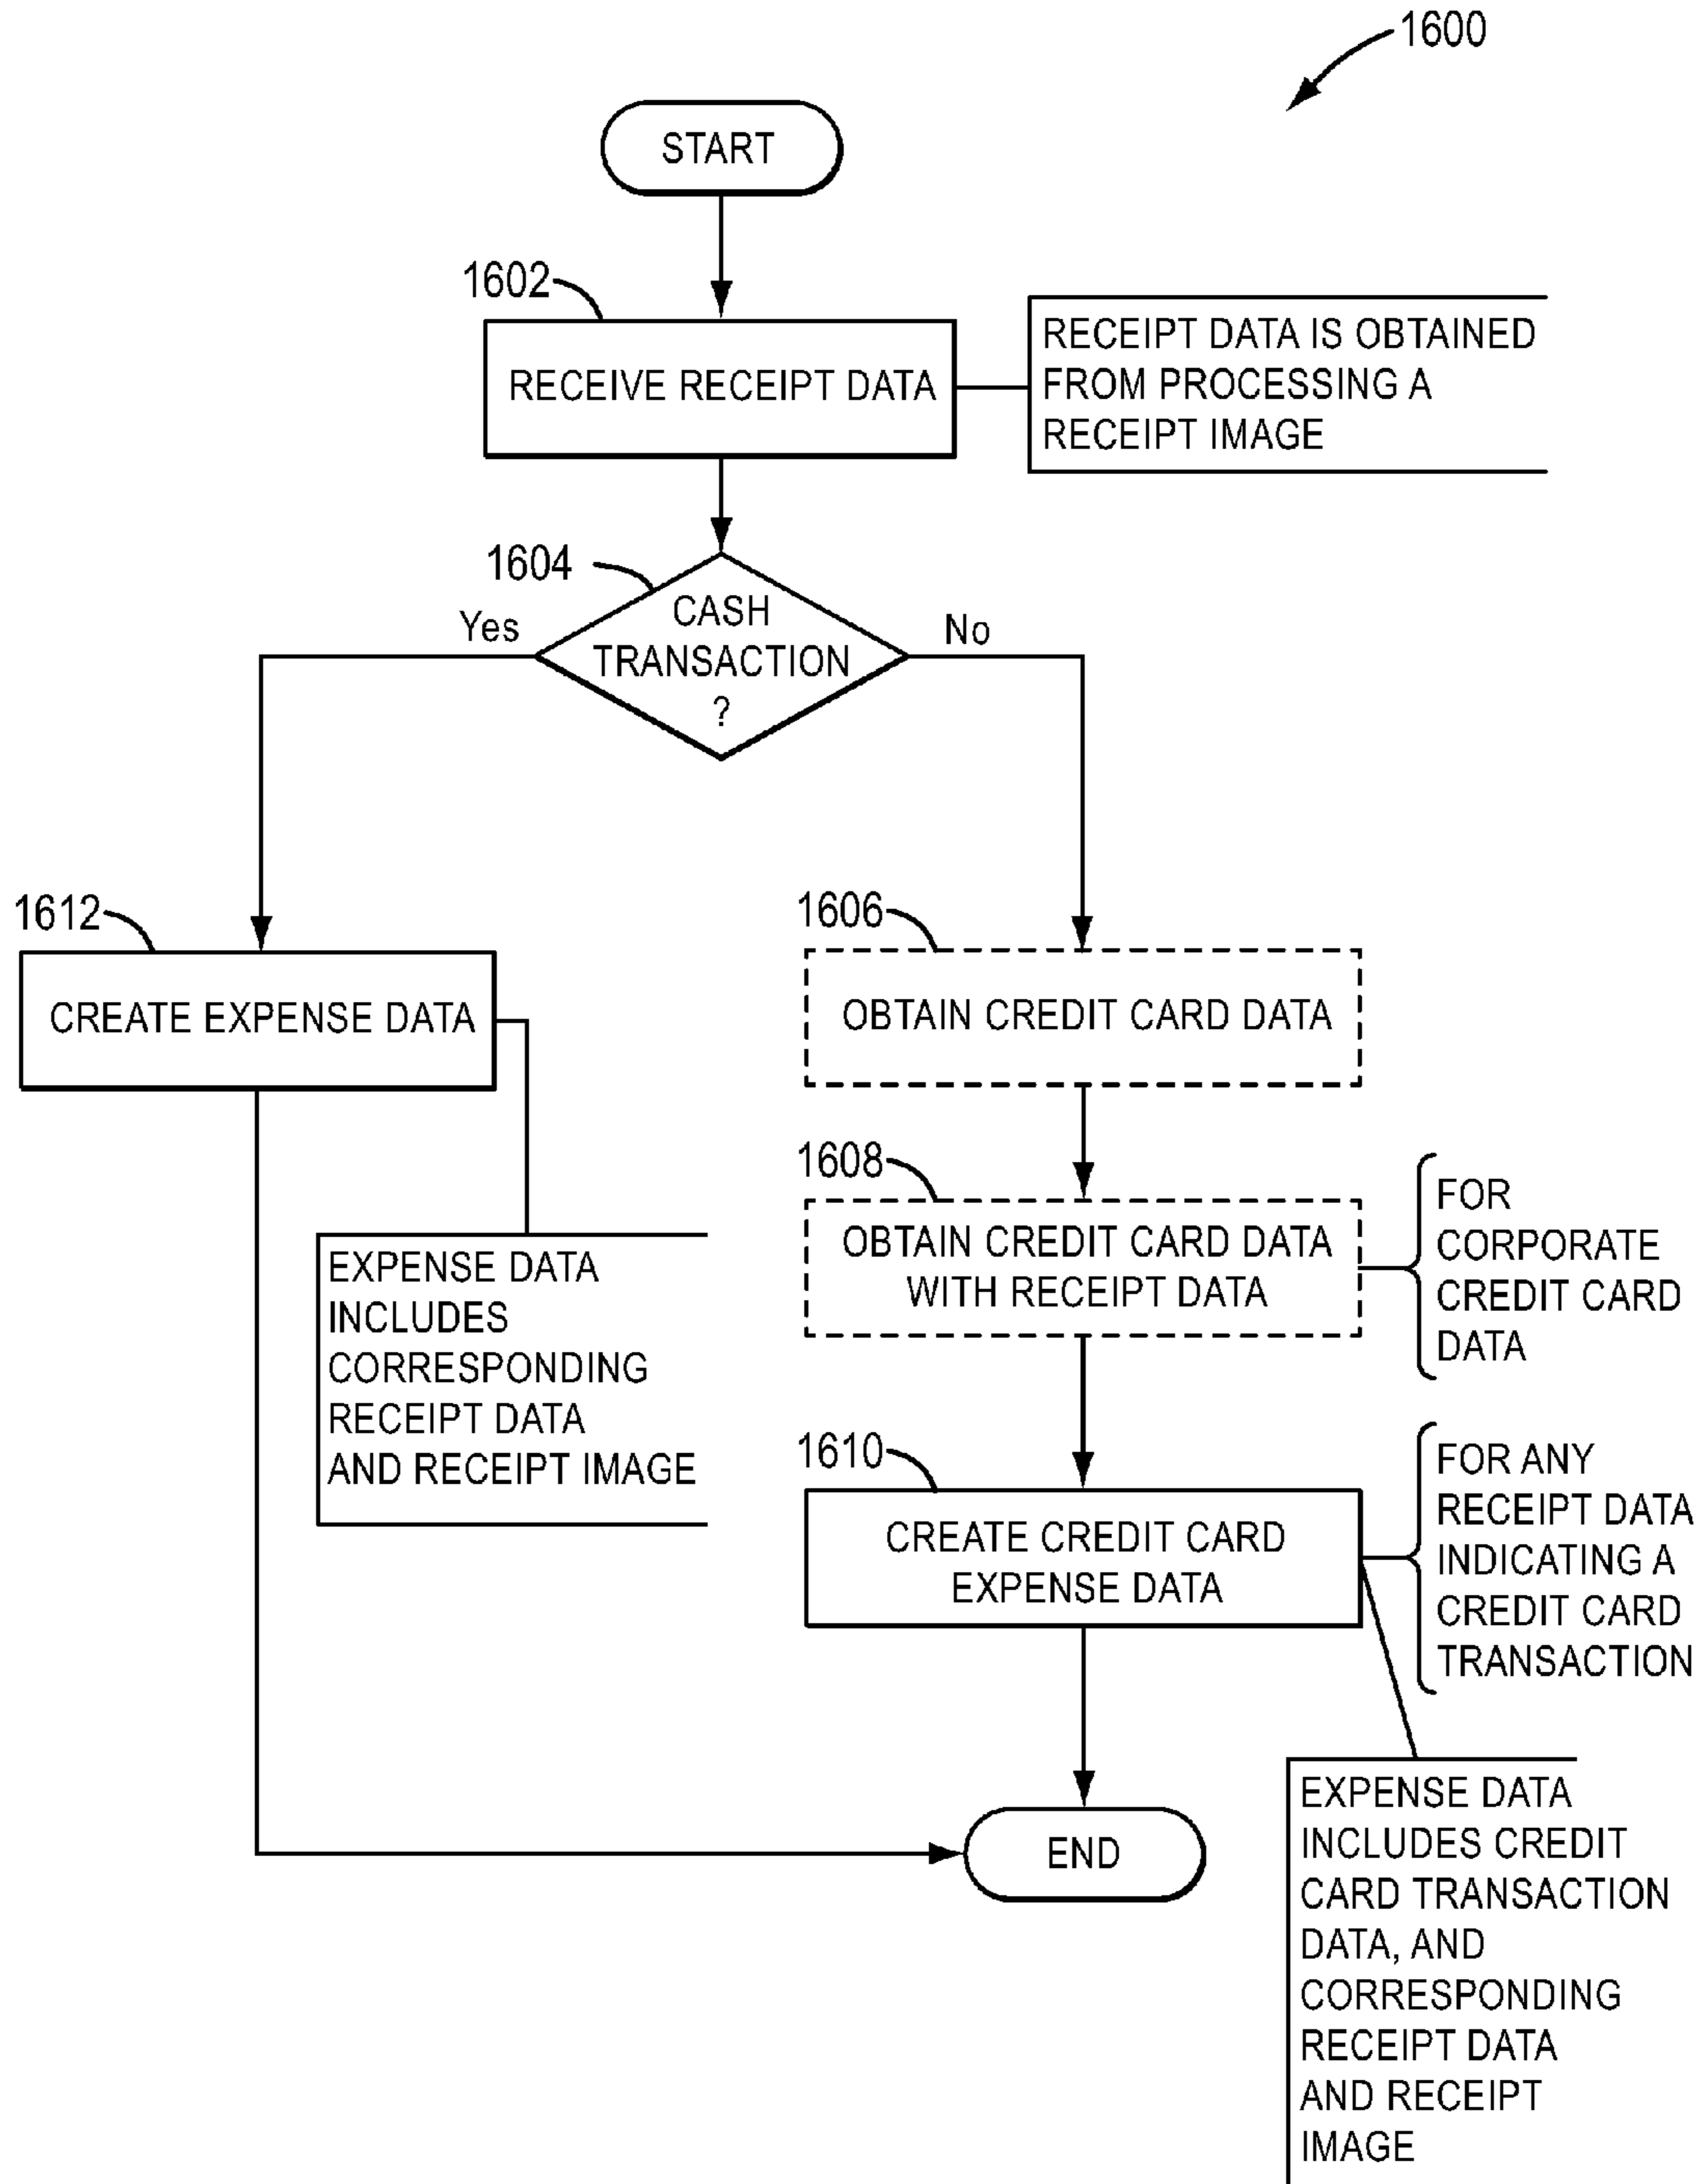 1600
START
1602
RECEIVE RECEIPT DATA
RECEIPT DATA IS OBTAINED
FROM PROCESSING A
RECEIPT IMAGE
1604
CASH
TRANSACTION
?
Yes
No
1612
CREATE EXPENSE DATA
EXPENSE DATA
INCLUDES
CORRESPONDING
RECEIPT DATA
AND RECEIPT IMAGE
1606
OBTAIN CREDIT CARD DATA
1608
OBTAIN CREDIT CARD DATA
WITH RECEIPT DATA
FOR
CORPORATE
CREDIT CARD
DATA
1610
CREATE CREDIT CARD
EXPENSE DATA
FOR ANY
RECEIPT DATA
INDICATING A
CREDIT CARD
TRANSACTION
EXPENSE DATA
INCLUDES CREDIT
CARD TRANSACTION
DATA, AND
CORRESPONDING
RECEIPT DATA
AND RECEIPT
IMAGE
END